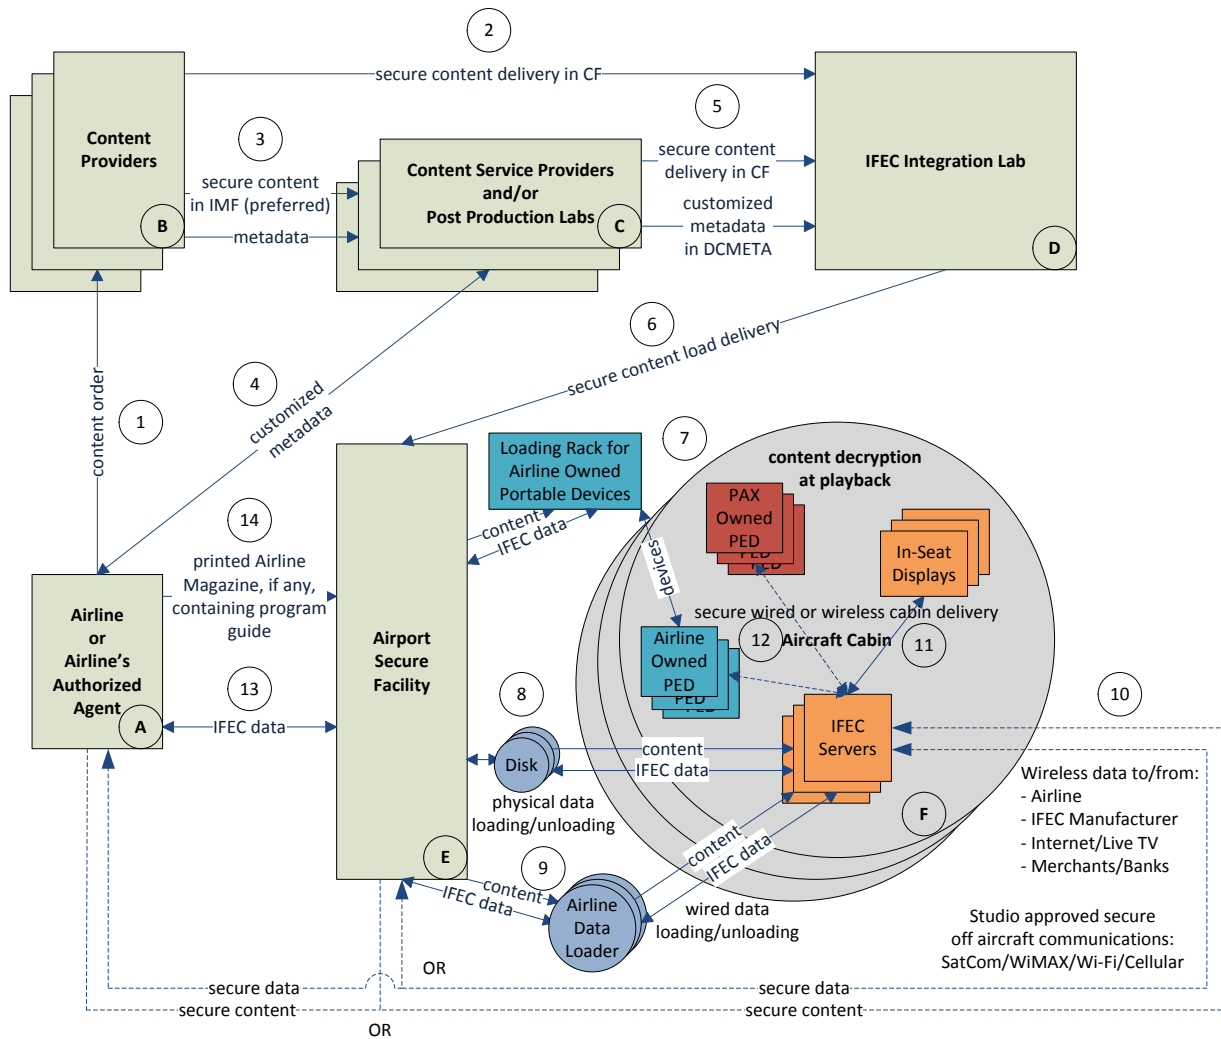 2
secure content delivery in CF
Content
Providers
B
3
secure content
in IMF (preferred)
metadata
Content Service Providers
and/or
Post Production Labs
C
5
secure content
delivery in CF
customized
metadata
in DCMETA
IFEC Integration Lab
D
6
secure content load delivery
4
customized
metadata
1
content order
7
Loading Rack for
Airline Owned
Portable Devices
content
IFEC data
devices
content decryption
at playback
PAX
Owned
PED
PED
PED
In-Seat
Displays
secure wired or wireless cabin delivery
12
Aircraft Cabin
11
Airline
Owned
PED
PED
PED
14
printed Airline
Magazine, if any,
containing program
guide
Airline
or
Airline's
Authorized
Agent
A
13
IFEC data
Airport
Secure
Facility
E
8
Disk
physical data
loading/unloading
content
IFEC data
IFEC
Servers
F
10
Wireless data to/from:
- Airline
- IFEC Manufacturer
- Internet/Live TV
- Merchants/Banks
9
content
IFEC data
Airline
Data
Loader
content
IFEC data
wired data
loading/unloading
Studio approved secure
off aircraft communications:
SatCom/WiMAX/Wi-Fi/Cellular
OR
secure data
secure content
secure data
secure content
OR